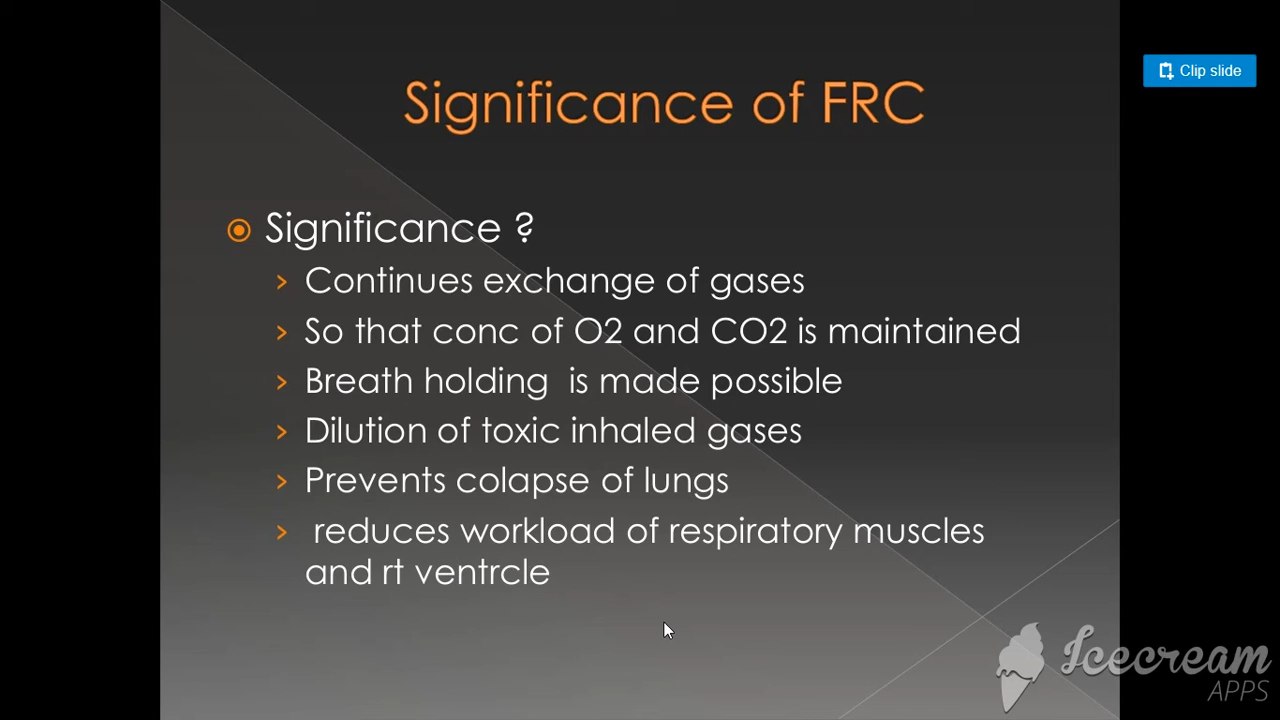 Clip slide
Significance of FRC
Significance ?
Continues exchange of gases
So that conc of O2 and CO2 is maintained
Breath holding is made possible
Dilution of toxic inhaled gases
Prevents colapse of lungs
reduces workload of respiratory muscles
and rt ventrcle
Icecream
APPS